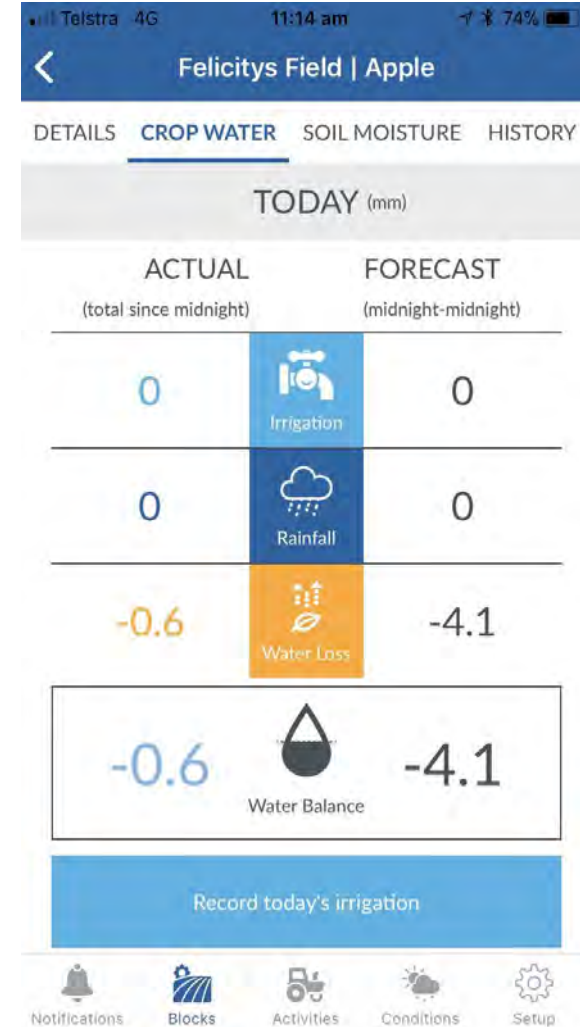 Telstra 4G 11:14 am 74%
Felicitys Field | Apple
DETAILS CROP WATER SOIL MOISTURE HISTORY
TODAY (mm)
ACTUAL FORECAST
(total since midnight) (midnight-midnight)
0 0
Irrigation
0 0
Rainfall
-0.6 -4.1
Water Loss
-0.6 -4.1
Water Balance
Record today's irrigation
Notifications Blocks Activities Conditions Setup